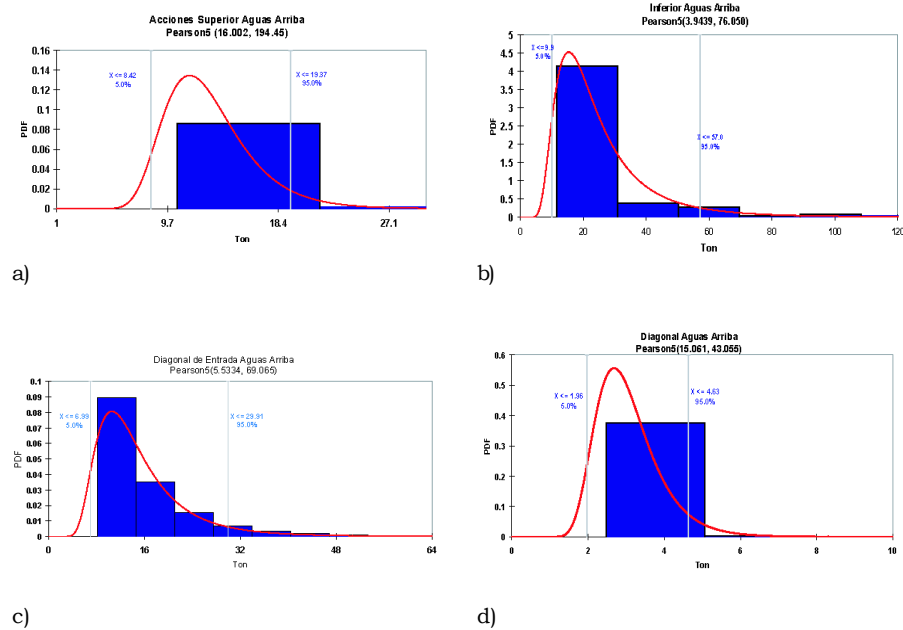 Acciones Superior Aguas Arriba
Pearson5 (16.002, 194.45)
X <= 8.42
5.0%
X <= 19.37
95.0%
0.16
0.14
0.12
0.1
0.08
0.06
0.04
0.02
0
PDF
1 9.7 18.4 27.1
Ton
a)
Inferior Aguas Arriba
Pearson5(3.9439, 76.050)
X <=9.9
5.0%
X <=57.0
95.0%
5
4.5
4
3.5
3
2.5
2
1.5
1
0.5
0
PDF
0 20 40 60 80 100 120
Ton
b)
Diagonal de Entrada Aguas Arriba
Pearson5(5.5334, 69.065)
X <= 6.99
5.0%
X <= 29.91
95.0%
0.1
0.09
0.08
0.07
0.06
0.05
0.04
0.03
0.02
0.01
0
PDF
0 16 32 48 64
Ton
c)
Diagonal Aguas Arriba
Pearson5(15.061, 43.055)
X <= 1.96
5.0%
X <= 4.63
95.0%
0.6
0.5
0.4
0.3
0.2
0.1
0
PDF
0 2 4 6 8 10
Ton
d)